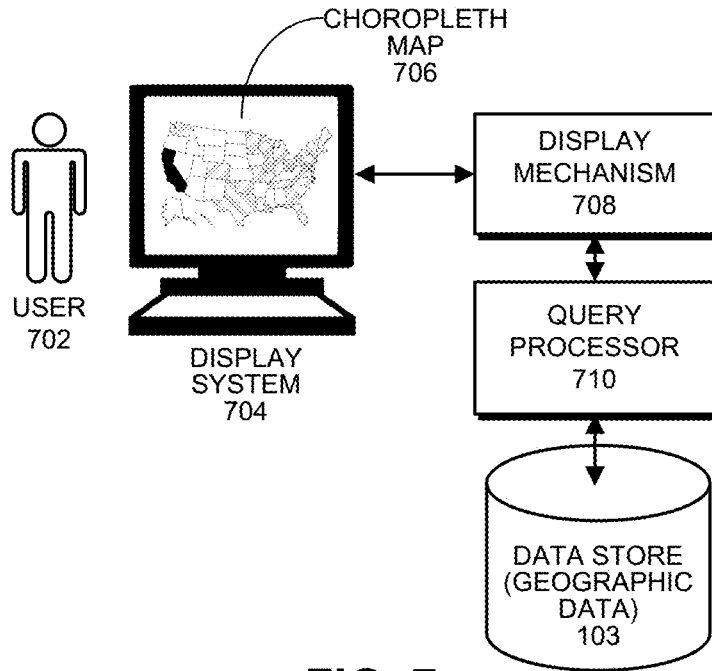 CHOROPLETH
MAP
706
DISPLAY
MECHANISM
708
USER
702
DISPLAY
SYSTEM
704
QUERY
PROCESSOR
710
DATA STORE
(GEOGRAPHIC
DATA)
103